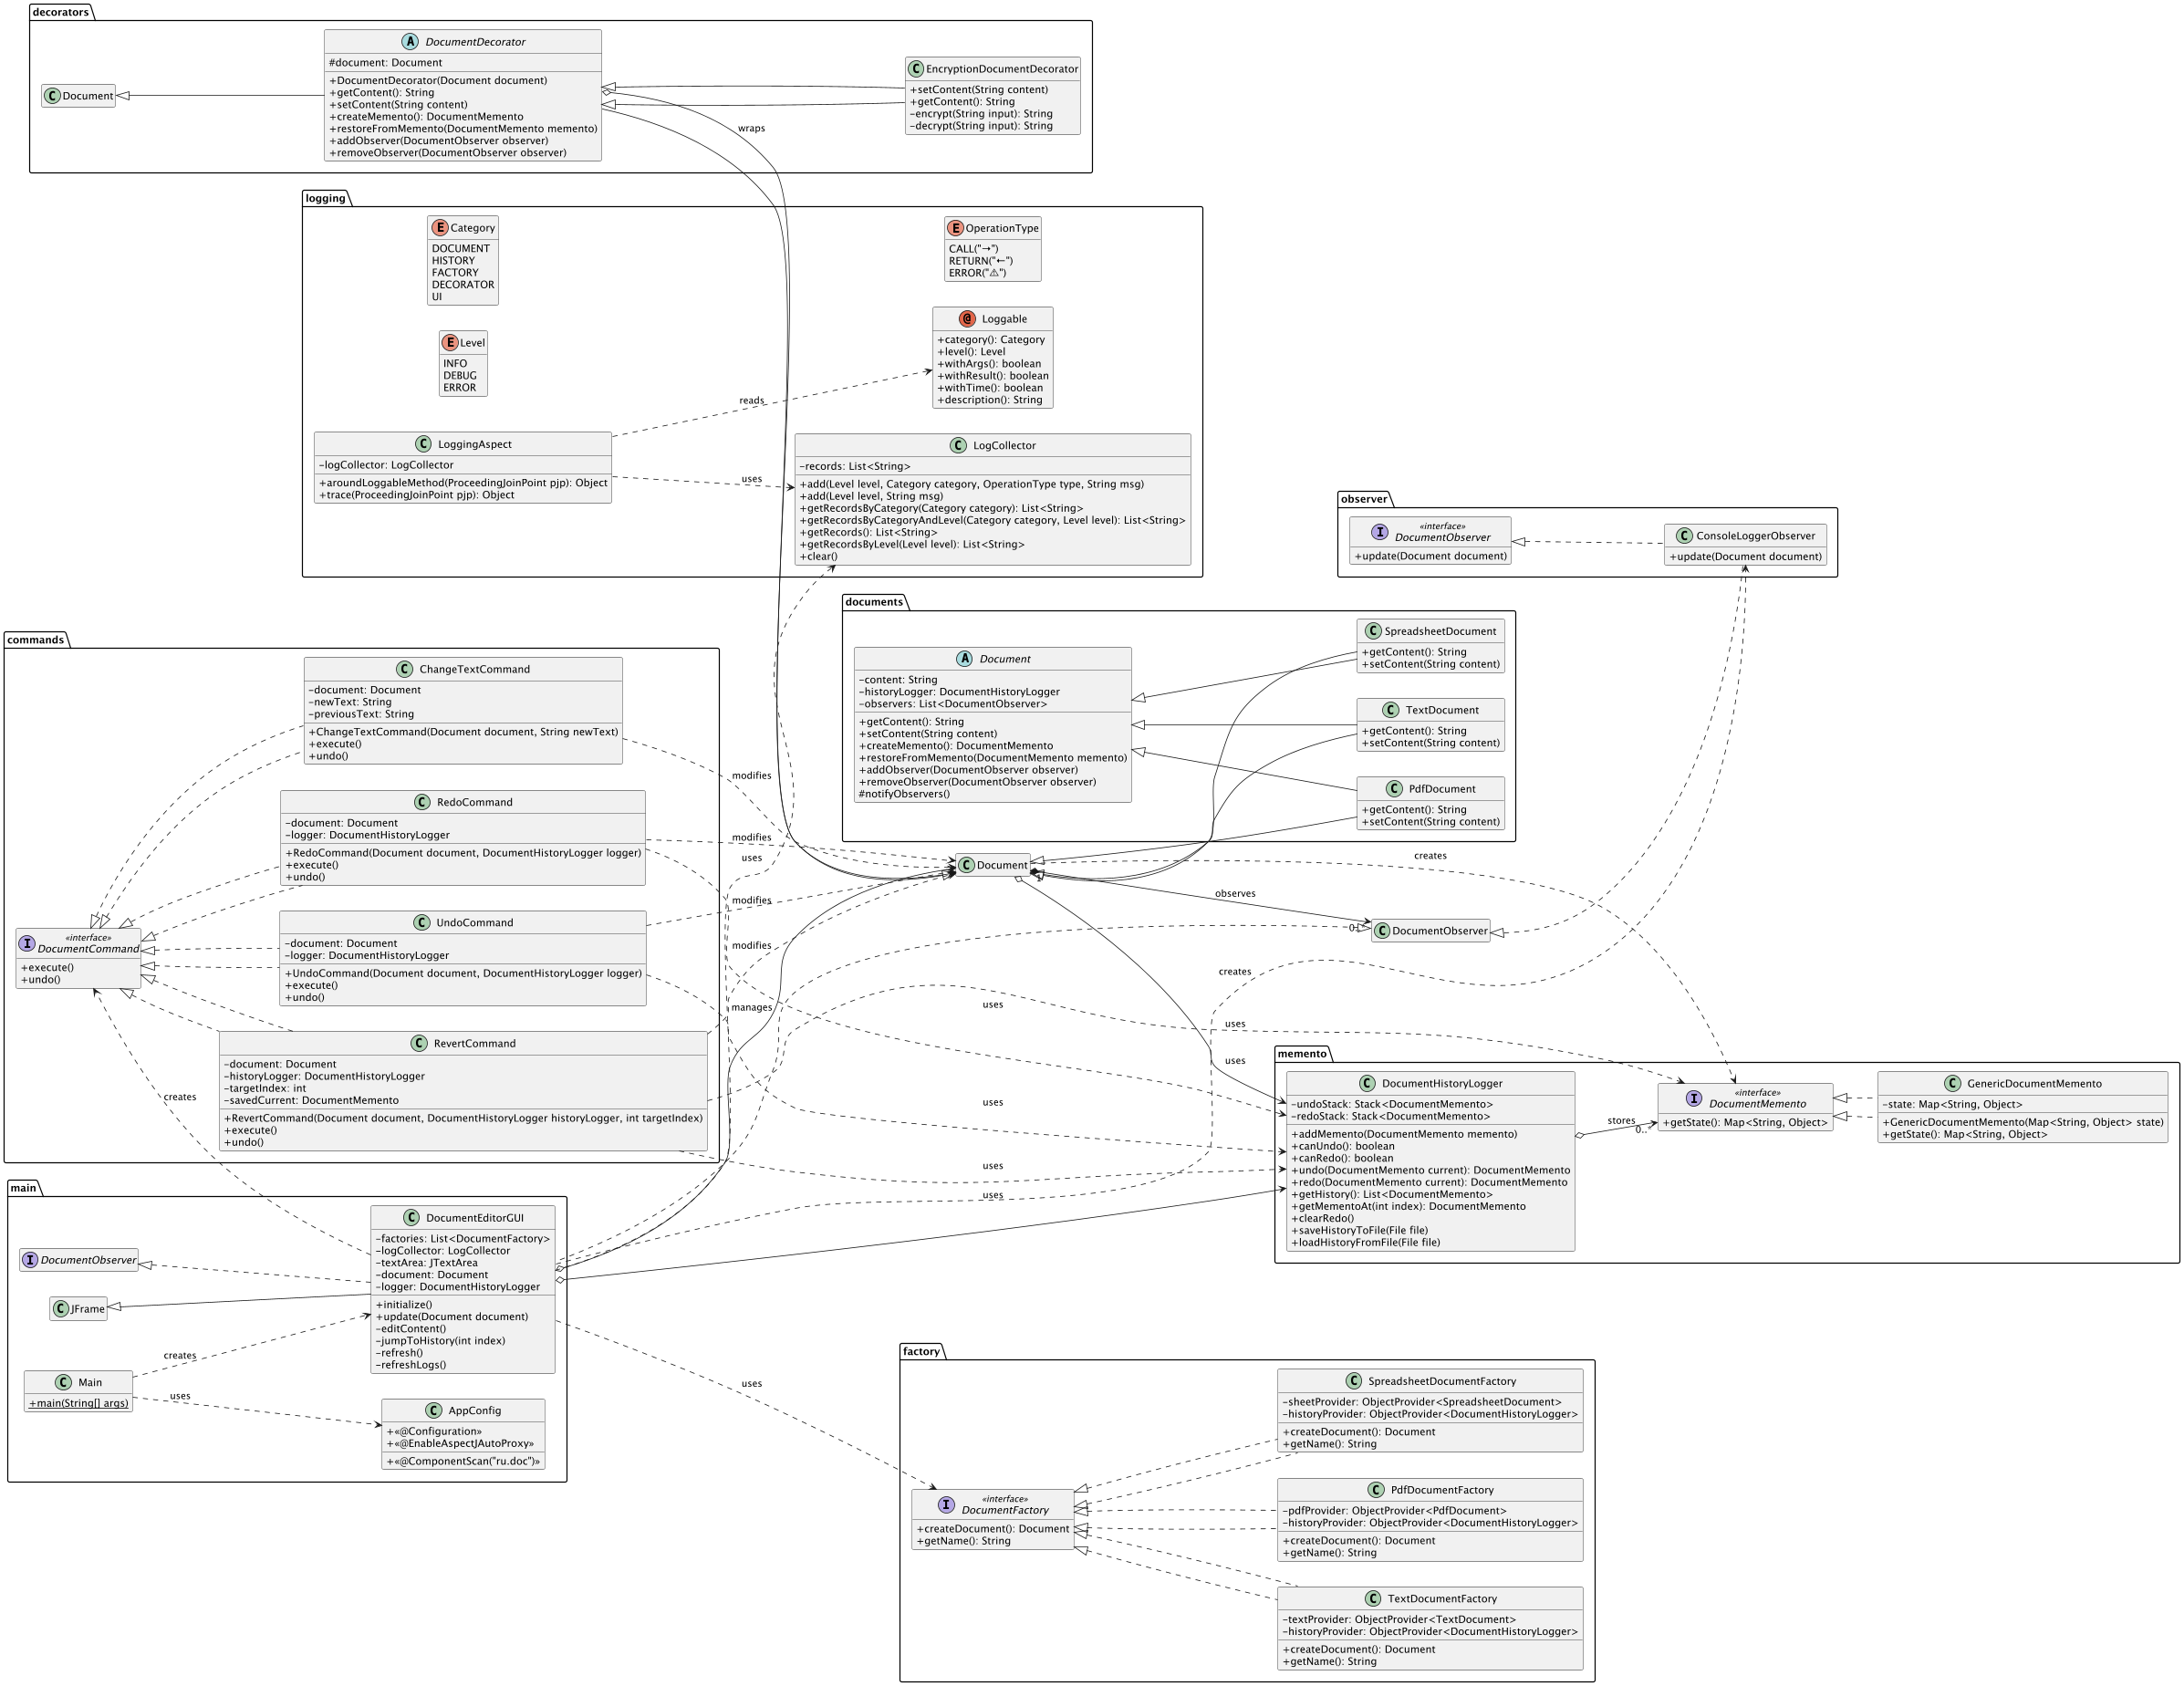 decorators
Document
DocumentDecorator
#document: Document
+DocumentDecorator(Document document)
+getContent(): String
+setContent(String content)
+createMemento(): DocumentMemento
+restoreFromMemento(DocumentMemento memento)
+addObserver(DocumentObserver observer)
+removeObserver(DocumentObserver observer)
EncryptionDocumentDecorator
+setContent(String content)
+getContent(): String
-encrypt(String input): String
-decrypt(String input): String
wraps
logging
Category
DOCUMENT
HISTORY
FACTORY
DECORATOR
UI
OperationType
CALL("→")
RETURN("←")
ERROR("⚠")
Level
INFO
DEBUG
ERROR
Loggable
+category(): Category
+level(): Level
+withArgs(): boolean
+withResult(): boolean
+withTime(): boolean
+description(): String
reads
LoggingAspect
-logCollector: LogCollector
+aroundLoggableMethod(ProceedingJoinPoint pjp): Object
+trace(ProceedingJoinPoint pjp): Object
uses
LogCollector
-records: List<String>
+add(Level level, Category category, OperationType type, String msg)
+add(Level level, String msg)
+getRecordsByCategory(Category category): List<String>
+getRecordsByCategoryAndLevel(Category category, Level level): List<String>
+getRecords(): List<String>
+getRecordsByLevel(Level level): List<String>
+clear()
observer
«interface»
DocumentObserver
+update(Document document)
ConsoleLoggerObserver
+update(Document document)
documents
Document
-content: String
-historyLogger: DocumentHistoryLogger
-observers: List<DocumentObserver>
+getContent(): String
+setContent(String content)
+createMemento(): DocumentMemento
+restoreFromMemento(DocumentMemento memento)
+addObserver(DocumentObserver observer)
+removeObserver(DocumentObserver observer)
#notifyObservers()
SpreadsheetDocument
+getContent(): String
+setContent(String content)
TextDocument
+getContent(): String
+setContent(String content)
PdfDocument
+getContent(): String
+setContent(String content)
commands
ChangeTextCommand
-document: Document
-newText: String
-previousText: String
+ChangeTextCommand(Document document, String newText)
+execute()
+undo()
modifies
RedoCommand
-document: Document
-logger: DocumentHistoryLogger
+RedoCommand(Document document, DocumentHistoryLogger logger)
+execute()
+undo()
modifies
uses
UndoCommand
-document: Document
-logger: DocumentHistoryLogger
+UndoCommand(Document document, DocumentHistoryLogger logger)
+execute()
+undo()
modifies
modifies
«interface»
DocumentCommand
+execute()
+undo()
RevertCommand
-document: Document
-historyLogger: DocumentHistoryLogger
-targetIndex: int
-savedCurrent: DocumentMemento
+RevertCommand(Document document, DocumentHistoryLogger historyLogger, int targetIndex)
+execute()
+undo()
manages
creates
Document
1
creates
observes
0
DocumentObserver
creates
uses
uses
uses
uses
uses
uses
memento
DocumentHistoryLogger
-undoStack: Stack<DocumentMemento>
-redoStack: Stack<DocumentMemento>
+addMemento(DocumentMemento memento)
+canUndo(): boolean
+canRedo(): boolean
+undo(DocumentMemento current): DocumentMemento
+redo(DocumentMemento current): DocumentMemento
+getHistory(): List<DocumentMemento>
+getMementoAt(int index): DocumentMemento
+clearRedo()
+saveHistoryToFile(File file)
+loadHistoryFromFile(File file)
stores
0..
«interface»
DocumentMemento
+getState(): Map<String, Object>
GenericDocumentMemento
-state: Map<String, Object>
+GenericDocumentMemento(Map<String, Object> state)
+getState(): Map<String, Object>
main
DocumentObserver
JFrame
Main
+main(String[] args)
creates
uses
DocumentEditorGUI
-factories: List<DocumentFactory>
-logCollector: LogCollector
-textArea: JTextArea
-document: Document
-logger: DocumentHistoryLogger
+initialize()
+update(Document document)
-editContent()
-jumpToHistory(int index)
-refresh()
-refreshLogs()
AppConfig
+«@Configuration»
+«@EnableAspectJAutoProxy»
+«@ComponentScan("ru.doc")»
uses
factory
«interface»
DocumentFactory
+createDocument(): Document
+getName(): String
SpreadsheetDocumentFactory
-sheetProvider: ObjectProvider<SpreadsheetDocument>
-historyProvider: ObjectProvider<DocumentHistoryLogger>
+createDocument(): Document
+getName(): String
PdfDocumentFactory
-pdfProvider: ObjectProvider<PdfDocument>
-historyProvider: ObjectProvider<DocumentHistoryLogger>
+createDocument(): Document
+getName(): String
TextDocumentFactory
-textProvider: ObjectProvider<TextDocument>
-historyProvider: ObjectProvider<DocumentHistoryLogger>
+createDocument(): Document
+getName(): String